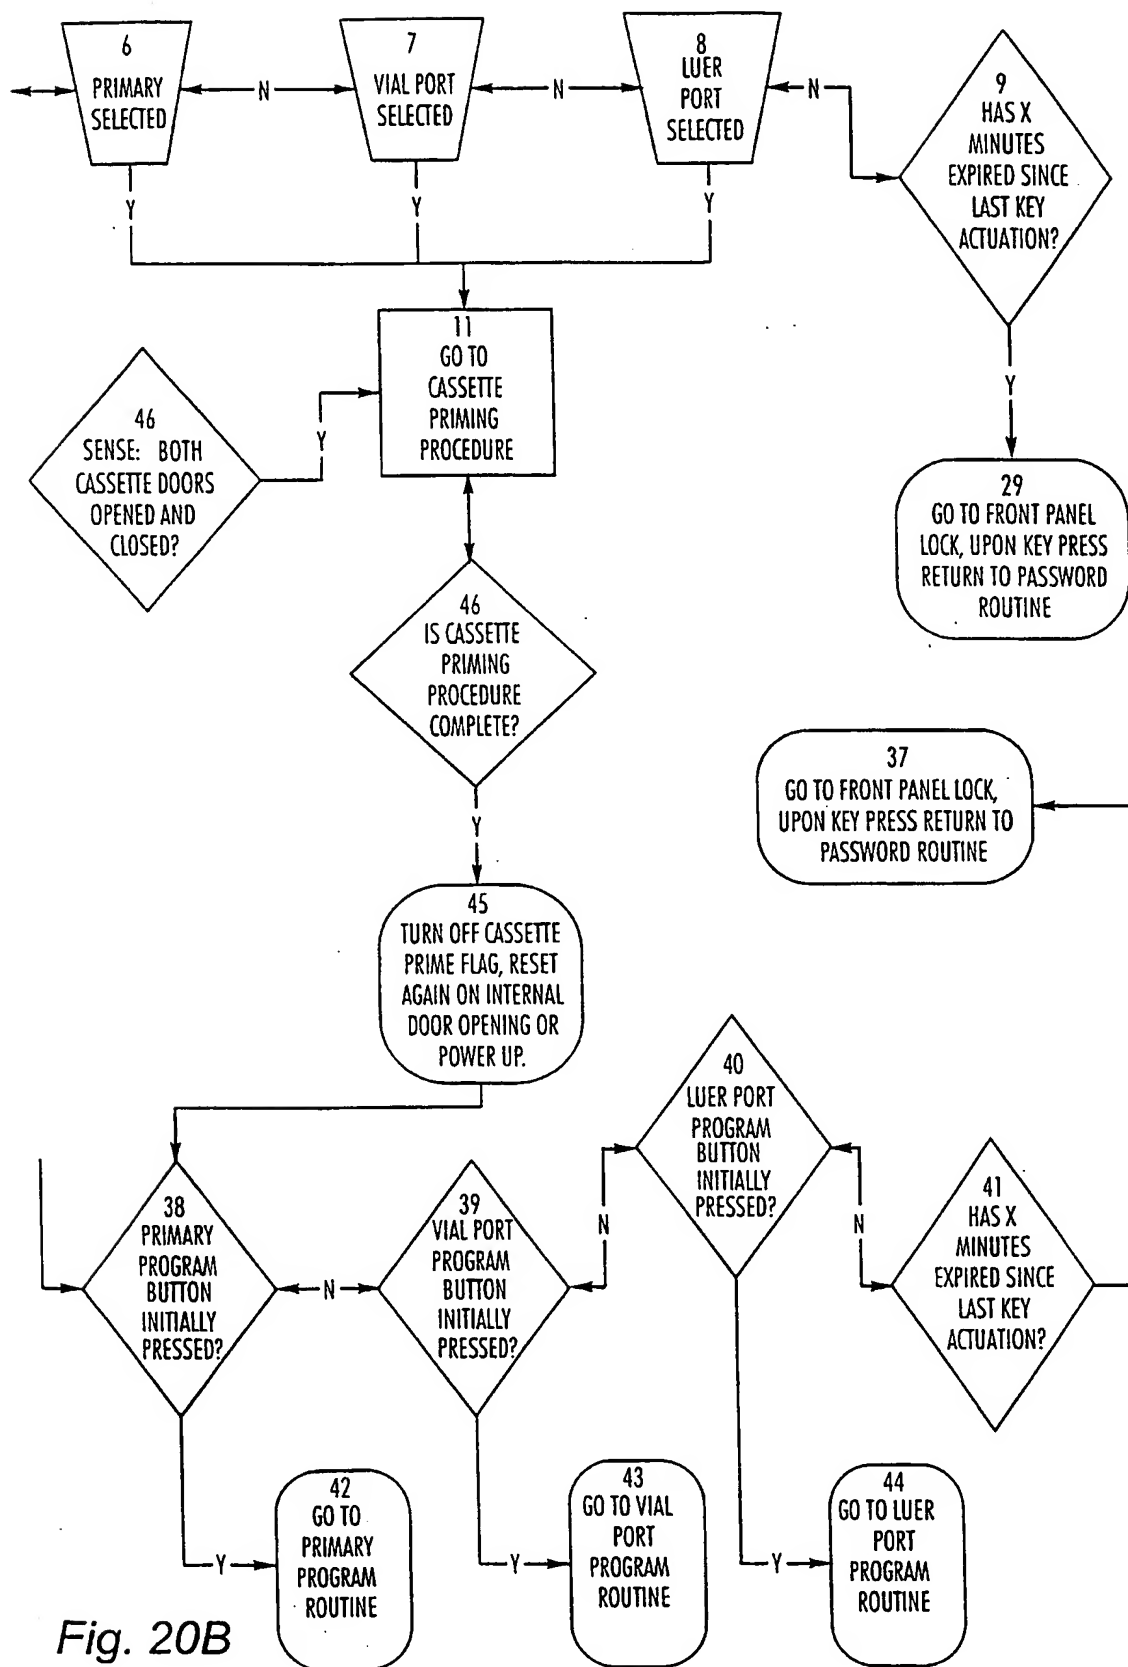 6
PRIMARY
SELECTED
N
7
VIAL PORT
SELECTED
N
8
LUER
PORT
SELECTED
N
9
HAS X
MINUTES
EXPIRED SINCE
LAST KEY
ACTUATION?
Y
Y
Y
Y
11
GO TO
CASSETTE
PRIMING
PROCEDURE
46
SENSE: BOTH
CASSETTE DOORS
OPENED AND
CLOSED?
Y
29
GO TO FRONT PANEL
LOCK, UPON KEY PRESS
RETURN TO PASSWORD
ROUTINE
46
IS CASSETTE
PRIMING
PROCEDURE
COMPLETE?
Y
37
GO TO FRONT PANEL LOCK,
UPON KEY PRESS RETURN TO
PASSWORD ROUTINE
45
TURN OFF CASSETTE
PRIME FLAG, RESET
AGAIN ON INTERNAL
DOOR OPENING OR
POWER UP.
38
PRIMARY
PROGRAM
BUTTON
INITIALLY
PRESSED?
N
39
VIAL PORT
PROGRAM
BUTTON
INITIALLY
PRESSED?
N
40
LUER PORT
PROGRAM
BUTTON
INITIALLY
PRESSED?
N
41
HAS X
MINUTES
EXPIRED SINCE
LAST KEY
ACTUATION?
Y
42
GO TO
PRIMARY
PROGRAM
ROUTINE
Y
43
GO TO VIAL
PORT
PROGRAM
ROUTINE
Y
44
GO TO LUER
PORT
PROGRAM
ROUTINE
Fig. 20B